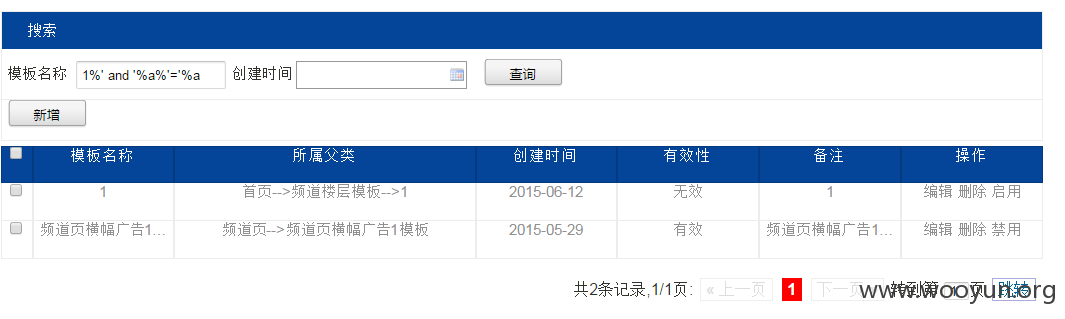 搜索
模板名称 1%' and '%a%'='%a 创建时间 查询
新增
模板名称 所属父类 创建时间 有效性 备注 操作
1 首页-->频道楼层模板-->1 2015-06-12 无效 1 编辑 删除 启用
频道页横幅广告1... 频道页-->频道页横幅广告1模板 2015-05-29 有效 频道页横幅广告1... 编辑 删除 禁用
共2条记录,1/1页: « 上一页 1 下一页 转到第 1 页 跳转
www.wooyun.org